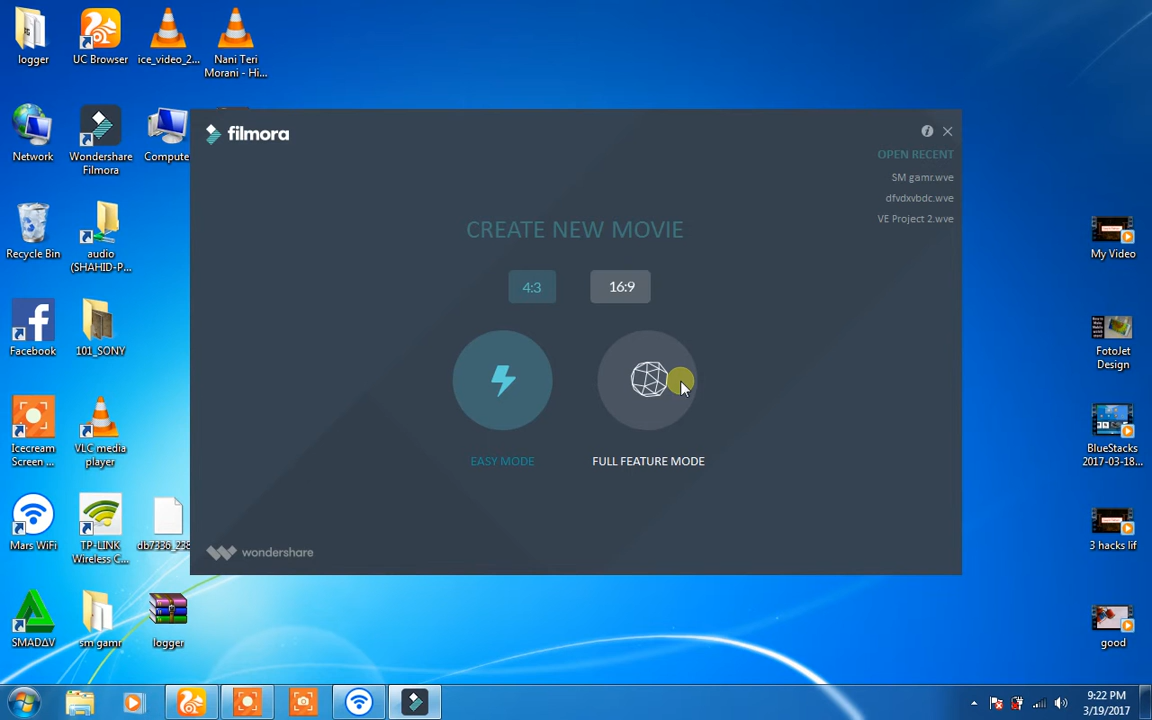 logger
UC Browser
ice_video_2...
Nani Teri
Morani - Hi...
Network
Wondershare
Filmora
Compute
Recycle Bin
audio
(SHAHID-P...
Facebook
101_SONY
Icecream
Screen ...
VLC media
player
Mars WiFi
TP-LINK
Wireless C...
SMADAV
sm gamr
logger
filmora
OPEN RECENT
SM gamr.wve
dfvdxvbdc.wve
VE Project 2.wve
CREATE NEW MOVIE
4:3
16:9
EASY MODE
FULL FEATURE MODE
wondershare
My Video
FotoJet
Design
BlueStacks
2017-03-18...
3 hacks lif
good
9:22 PM
3/19/2017